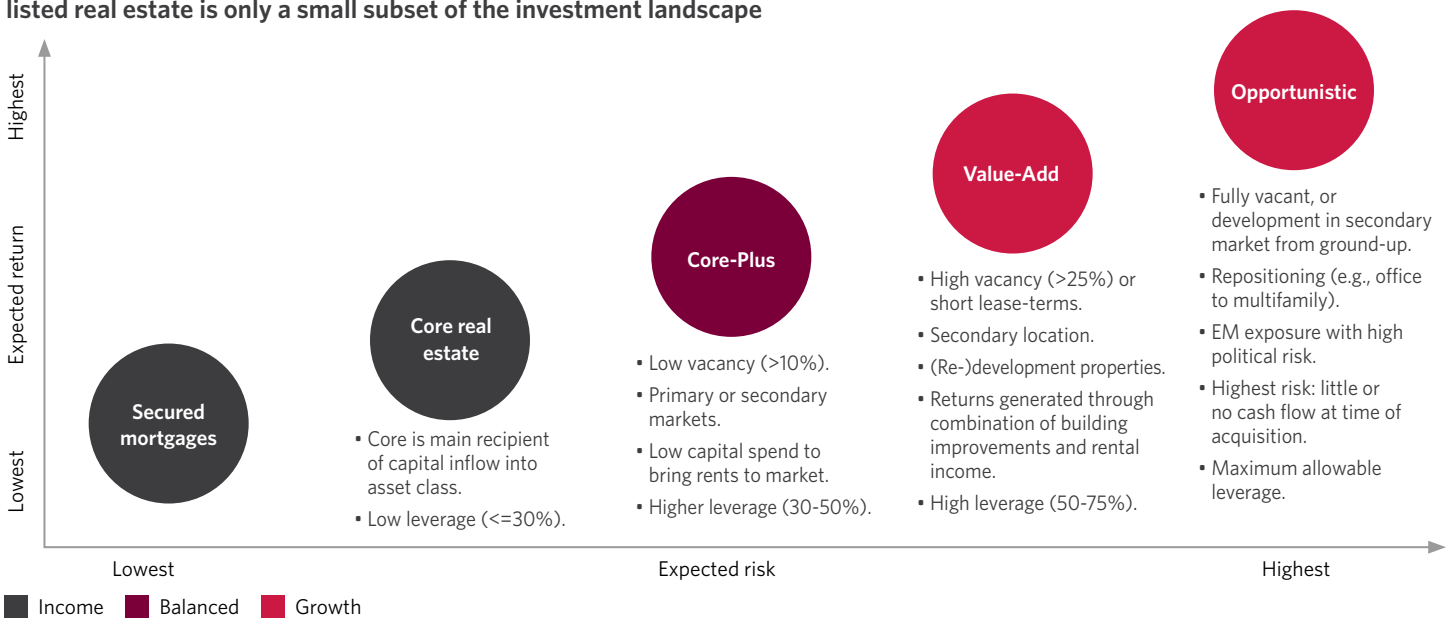 listed real estate is only a small subset of the investment landscape
Highest
Expected return
Lowest
Secured
mortgages
Core real
estate
• Core is main recipient
of capital inflow into
asset class.
• Low leverage (<=30%).
Core-Plus
• Low vacancy (>10%).
• Primary or secondary
markets.
• Low capital spend to
bring rents to market.
• Higher leverage (30-50%).
Value-Add
• High vacancy (>25%) or
short lease-terms.
• Secondary location.
• (Re-)development properties.
• Returns generated through
combination of building
improvements and rental
income.
• High leverage (50-75%).
Opportunistic
• Fully vacant, or
development in secondary
market from ground-up.
• Repositioning (e.g., office
to multifamily).
• EM exposure with high
political risk.
• Highest risk: little or
no cash flow at time of
acquisition.
• Maximum allowable
leverage.
Lowest
Expected risk
Highest
Income
Balanced
Growth